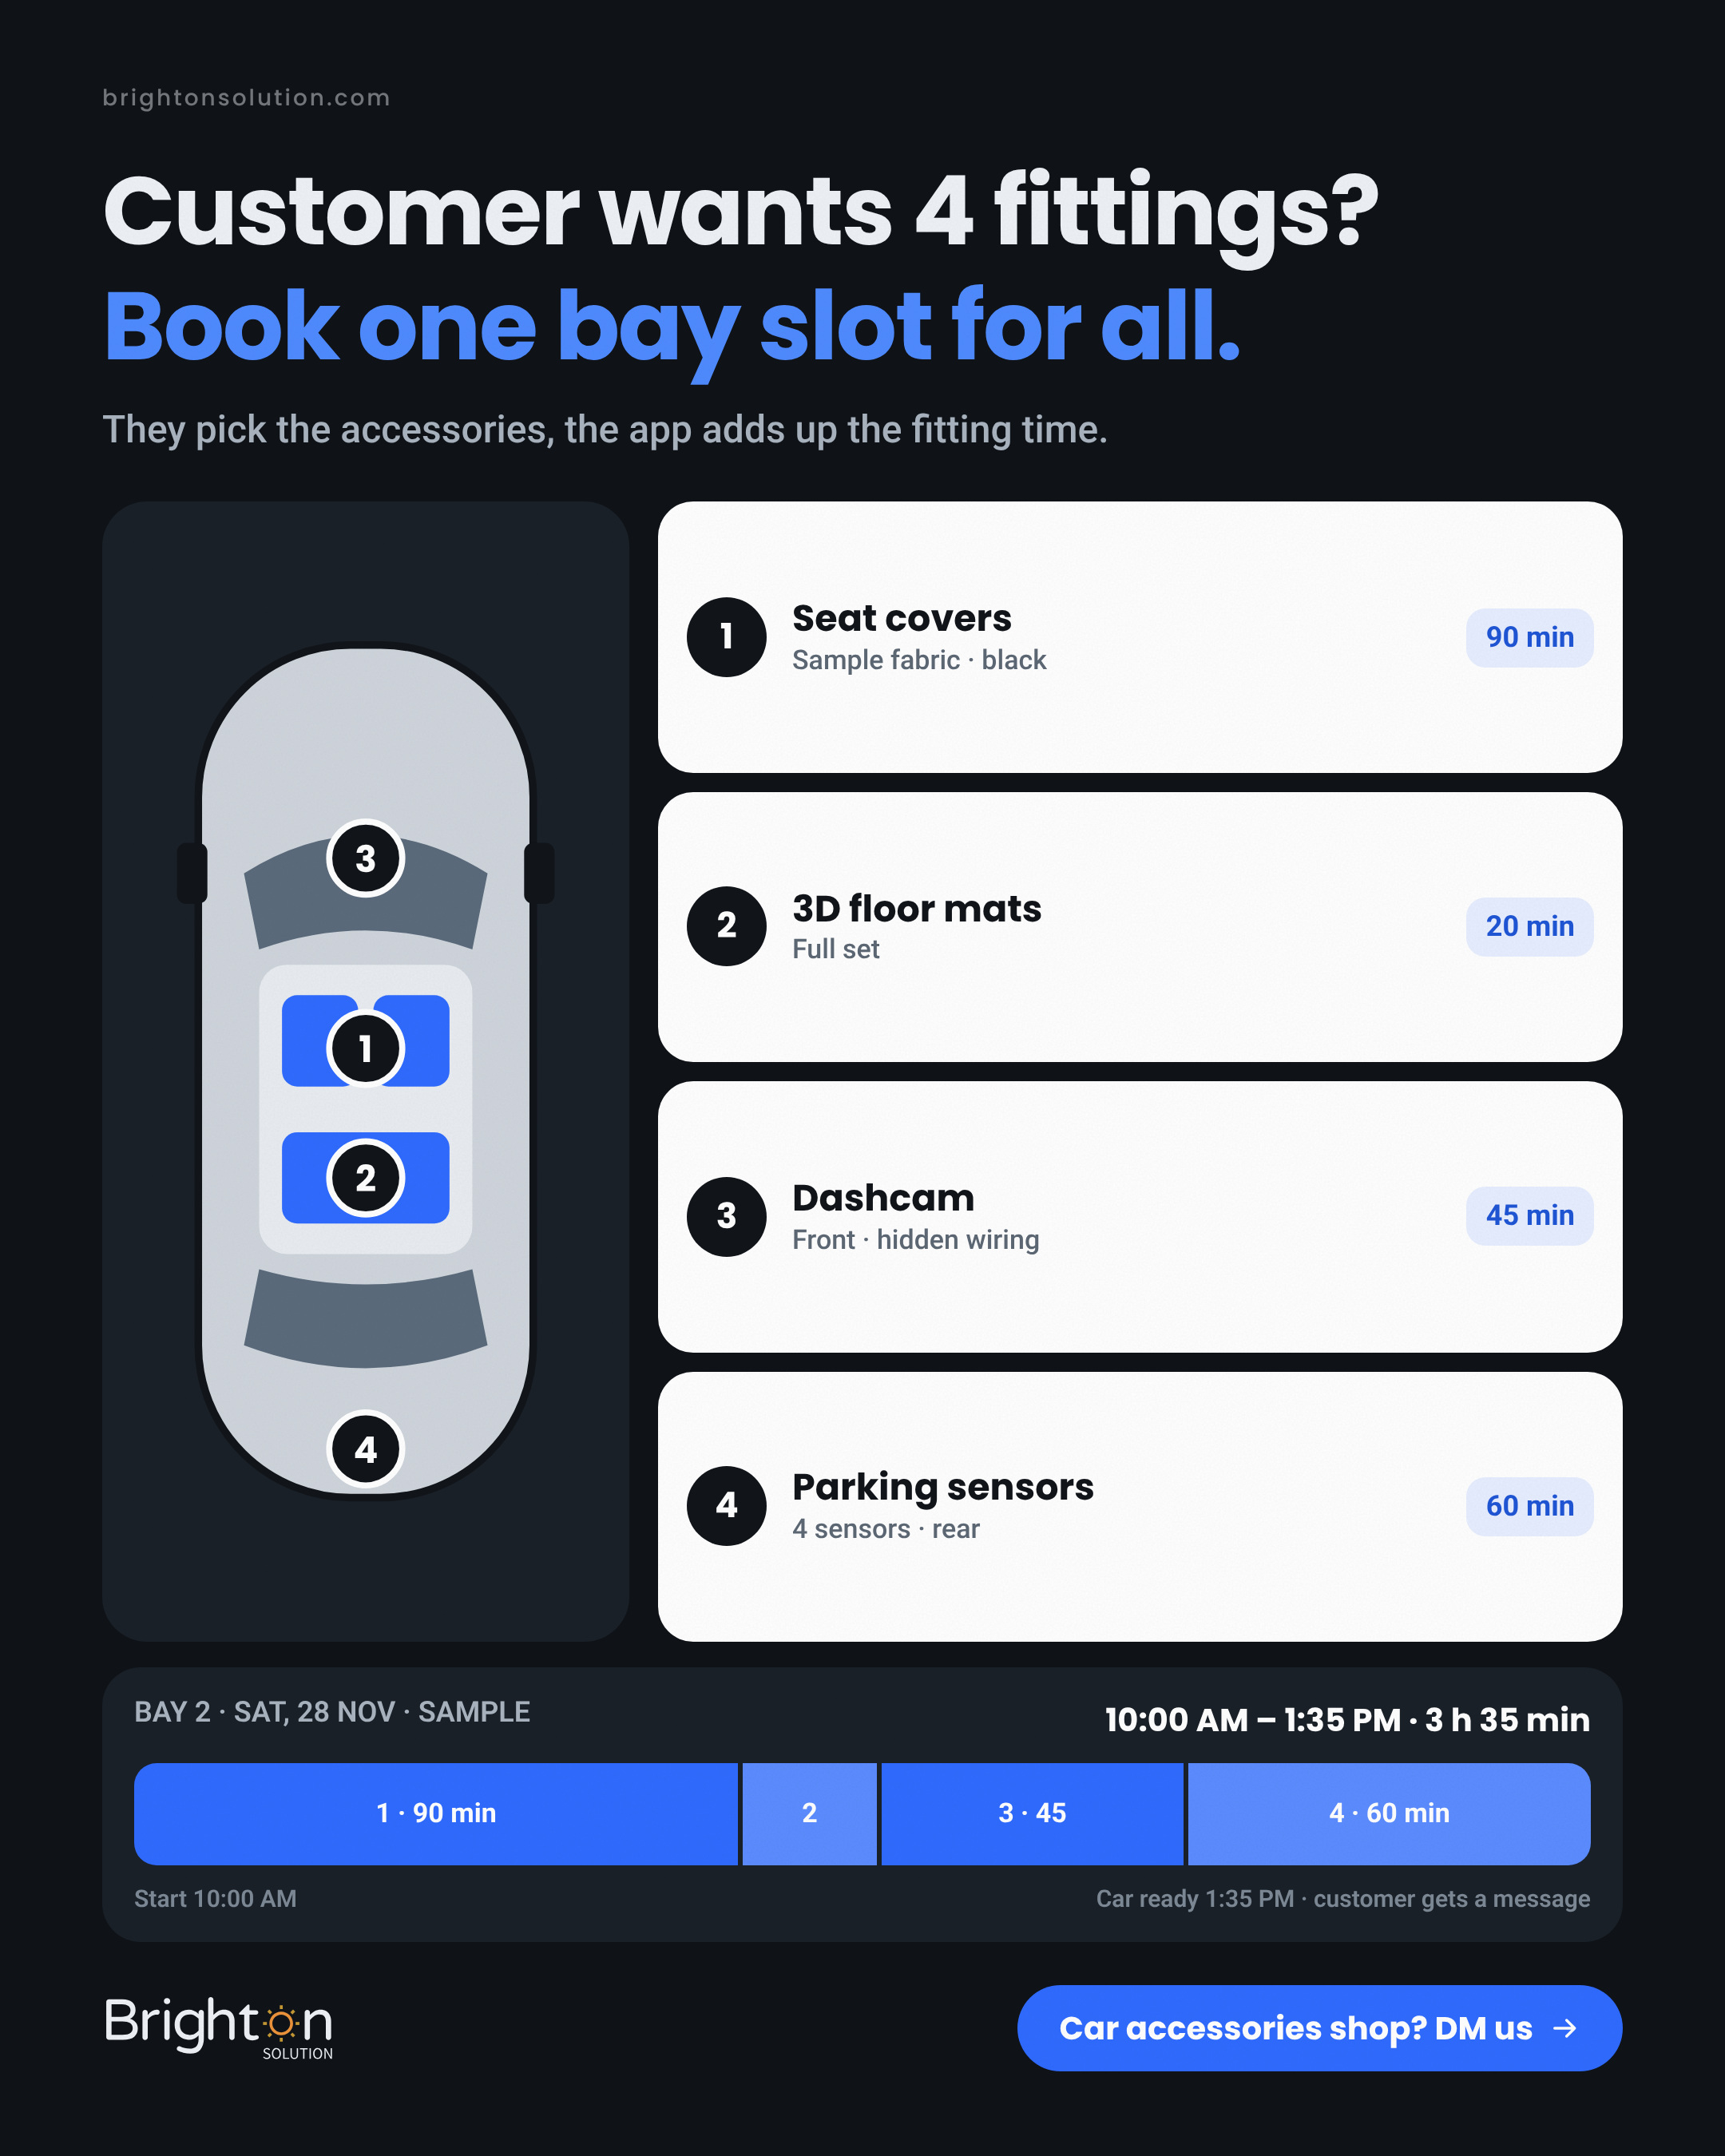 brightonsolution.com
Customer wants 4 fittings?
Book one bay slot for all.
They pick the accessories, the app adds up the fitting time.
3
1
2
4
1
Seat covers
Sample fabric · black
90 min
2
3D floor mats
Full set
20 min
3
Dashcam
Front · hidden wiring
45 min
4
Parking sensors
4 sensors · rear
60 min
BAY 2 · SAT, 28 NOV · SAMPLE
10:00 AM – 1:35 PM · 3 h 35 min
1 · 90 min
2
3 · 45
4 · 60 min
Start 10:00 AM
Car ready 1:35 PM · customer gets a message
Brighton
SOLUTION
Car accessories shop? DM us →